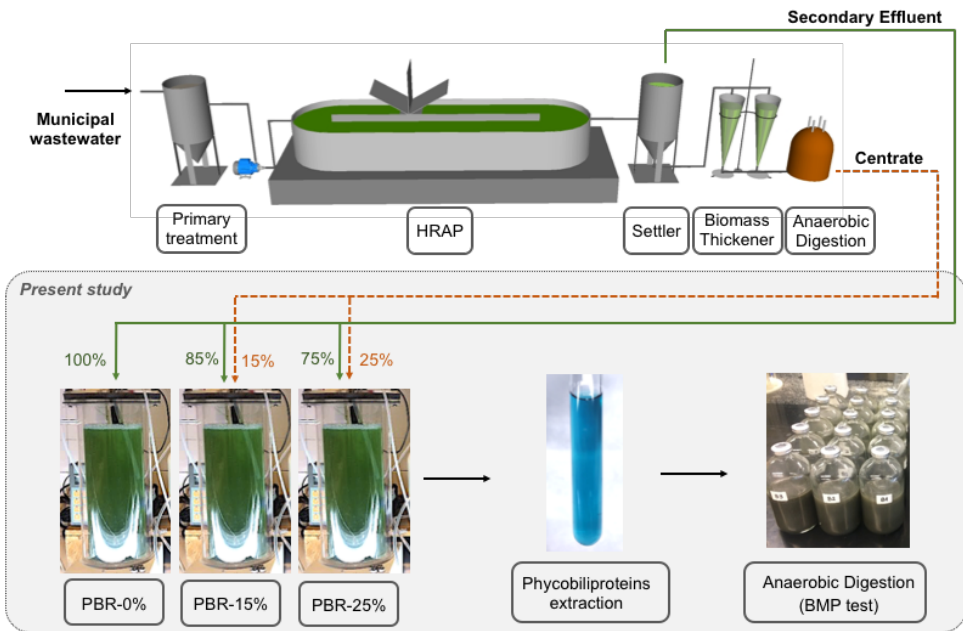 Secondary Effluent
Municipal
wastewater
Centrate
Primary
treatment
HRAP
Settler
Biomass
Thickener
Anaerobic
Digestion
Present study
100%
85%
15%
75%
25%
PBR-0%
PBR-15%
PBR-25%
Phycobiliproteins
extraction
Anaerobic Digestion
(BMP test)